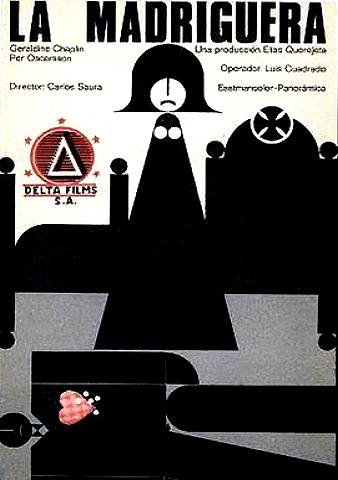 LA MADRIGUERA
Geraldine Chaplin
Per Oscarsson
Director: Carlos Saura
Una producción Elías Querejeta
Operador: Luis Cuadrado
Eastmancolor-Panorámica
DELTA FILMS
S.A.